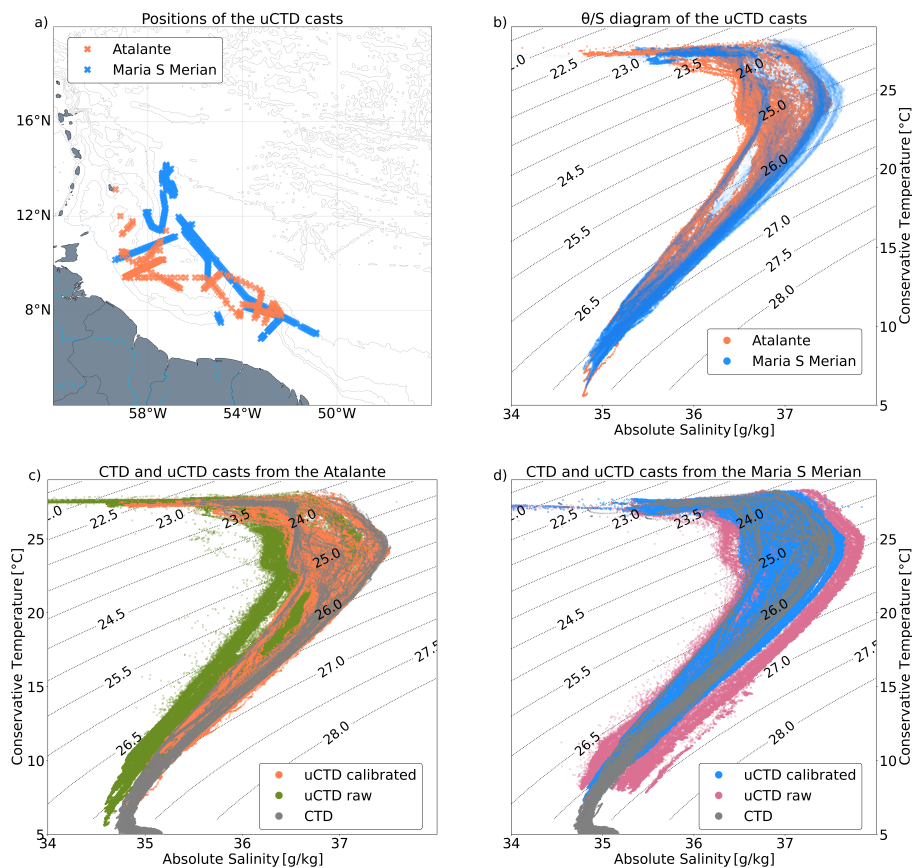 a)
Positions of the uCTD casts
Atalante
Maria S Merian
16°N
12°N
8°N
58°W
54°W
50°W
b)
θ/S diagram of the uCTD casts
22.5
23.0
23.5
24.0
24.5
25.0
25.5
26.0
26.5
27.0
27.5
28.0
Atalante
Maria S Merian
25
20
15
10
5
Conservative Temperature [°C]
34
35
36
37
Absolute Salinity [g/kg]
c)
CTD and uCTD casts from the Atalante
22.5
23.0
23.5
24.0
24.5
25.0
25.5
26.0
26.5
27.0
27.5
28.0
uCTD calibrated
uCTD raw
CTD
25
20
15
10
5
Conservative Temperature [°C]
34
35
36
37
Absolute Salinity [g/kg]
d)
CTD and uCTD casts from the Maria S Merian
22.5
23.0
23.5
24.0
24.5
25.0
25.5
26.0
26.5
27.0
27.5
28.0
uCTD calibrated
uCTD raw
CTD
25
20
15
10
5
Conservative Temperature [°C]
34
35
36
37
Absolute Salinity [g/kg]